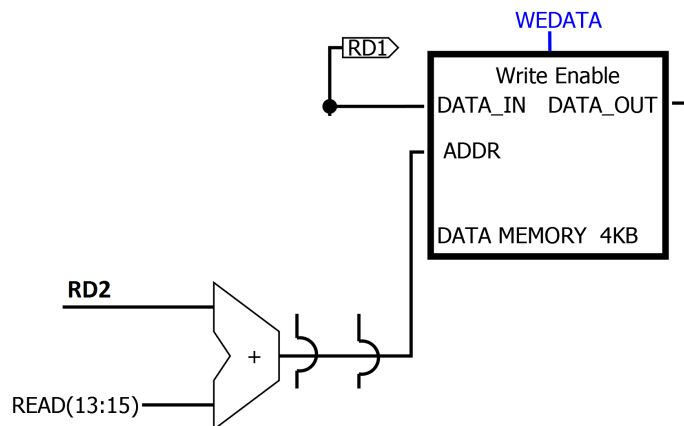 WEDATA
RD1
Write Enable
DATA_IN DATA_OUT
ADDR
DATA MEMORY 4KB
RD2
+
READ(13:15)